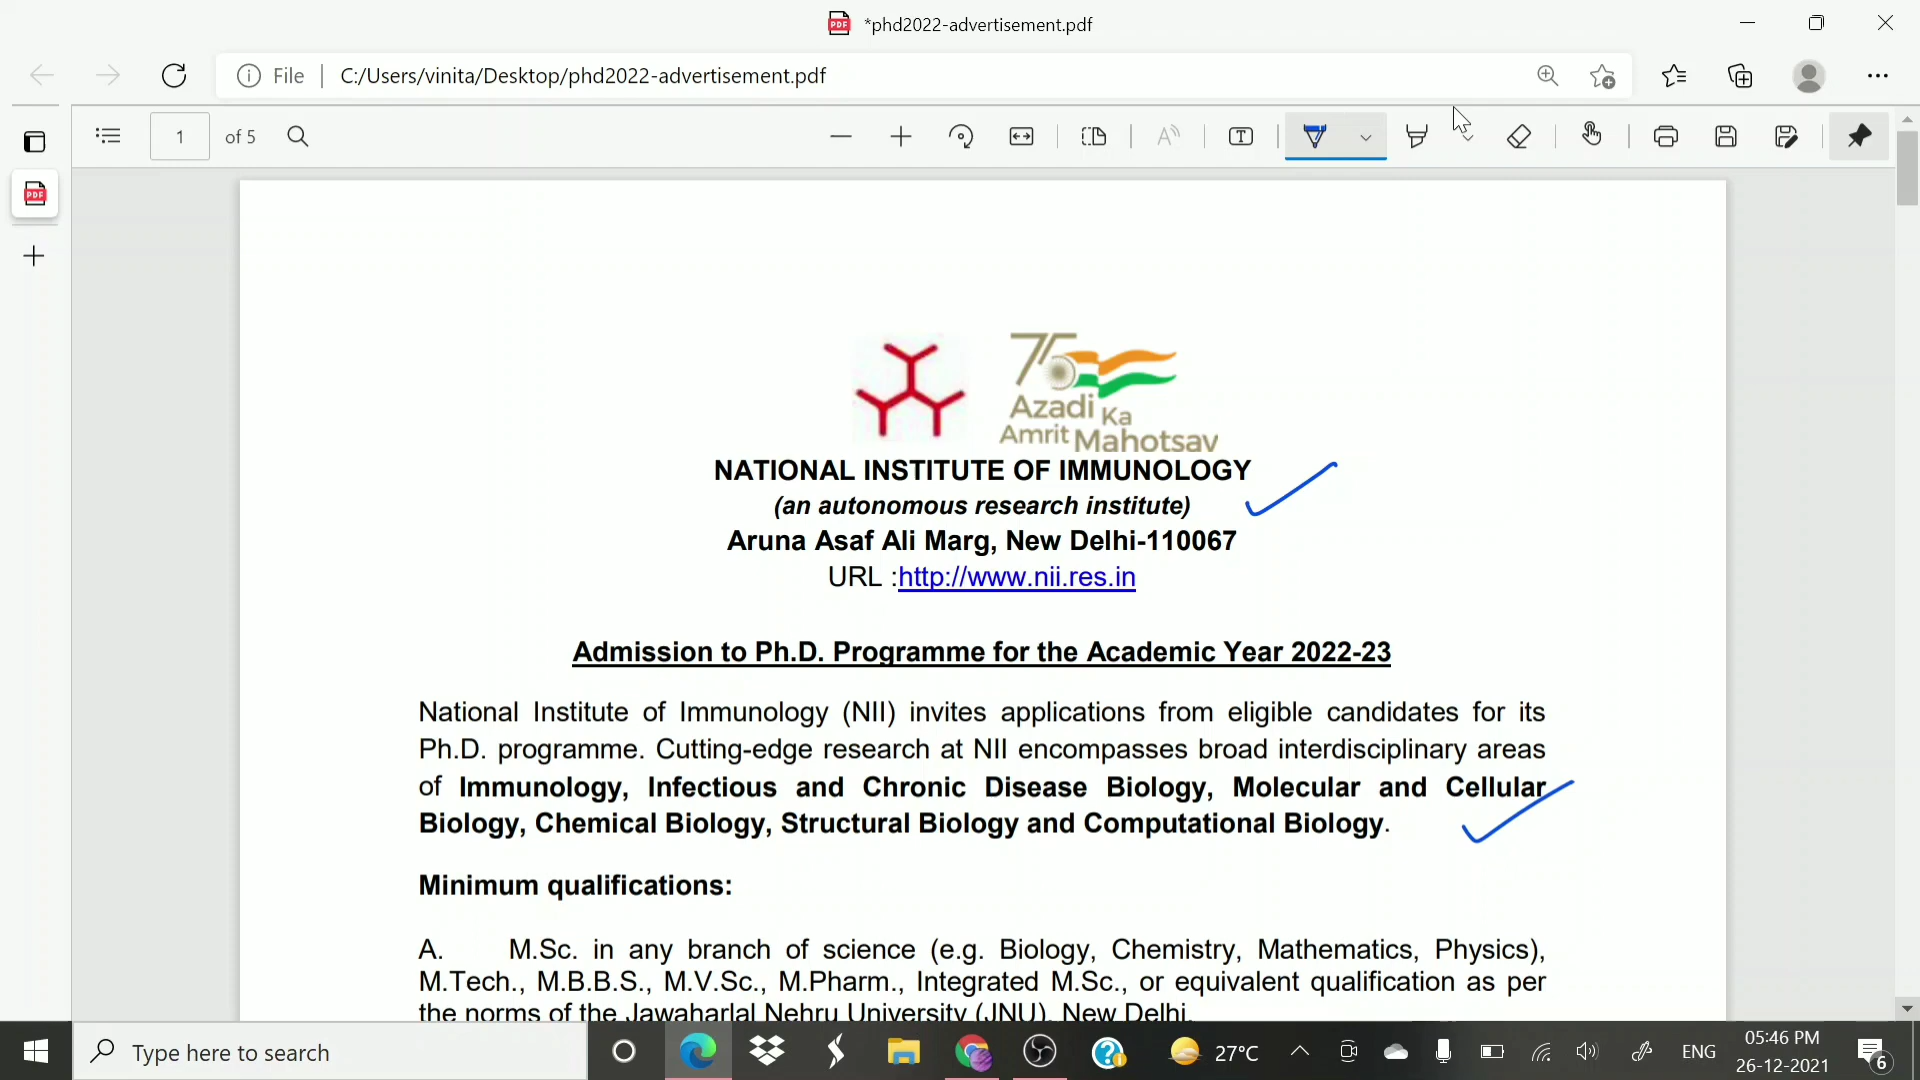 *phd2022-advertisement.pdf
File
C:/Users/vinita/Desktop/phd2022-advertisement.pdf
1 of 5
75
Azadi Ka
Amrit Mahotsav
NATIONAL INSTITUTE OF IMMUNOLOGY
(an autonomous research institute)
Aruna Asaf Ali Marg, New Delhi-110067
URL :http://www.nii.res.in
Admission to Ph.D. Programme for the Academic Year 2022-23
National Institute of Immunology (NII) invites applications from eligible candidates for its
Ph.D. programme. Cutting-edge research at NII encompasses broad interdisciplinary areas
of Immunology, Infectious and Chronic Disease Biology, Molecular and Cellular
Biology, Chemical Biology, Structural Biology and Computational Biology.
Minimum qualifications:
A. M.Sc. in any branch of science (e.g. Biology, Chemistry, Mathematics, Physics),
M.Tech., M.B.B.S., M.V.Sc., M.Pharm., Integrated M.Sc., or equivalent qualification as per
the norms of the Jawaharlal Nehru University (JNU), New Delhi.
Type here to search
27°C
ENG
05:46 PM
26-12-2021
6